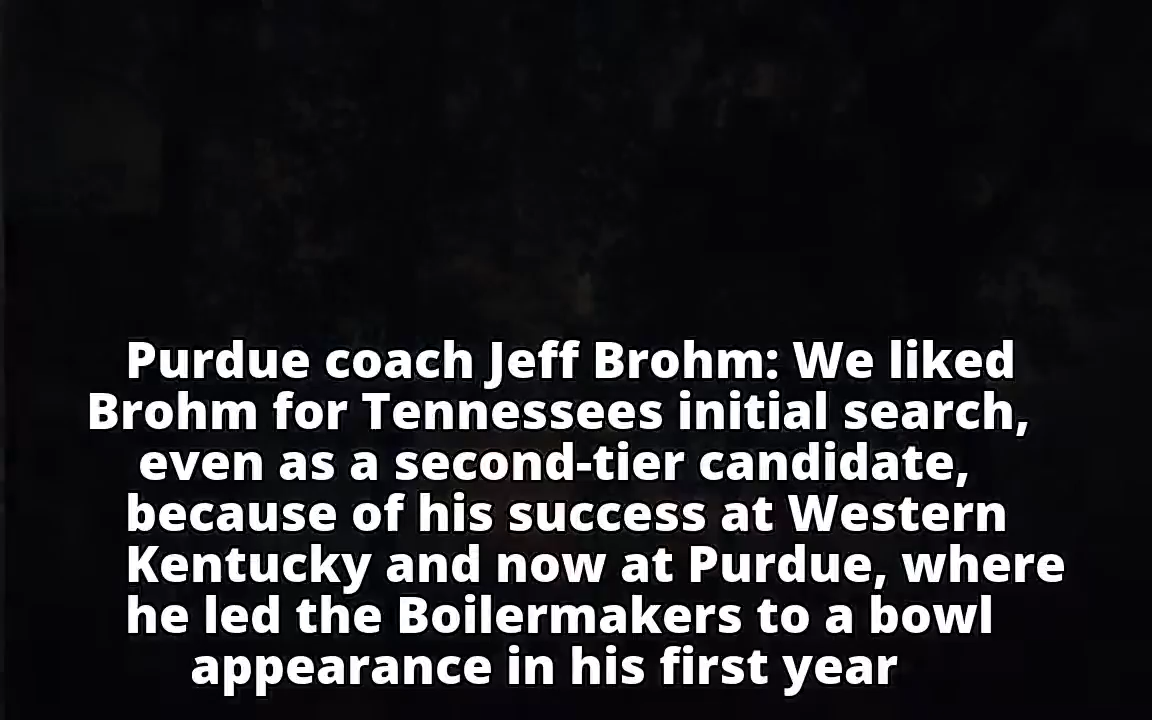 Purdue coach Jeff Brohm: We liked
Brohm for Tennessees initial search,
even as a second-tier candidate,
because of his success at Western
Kentucky and now at Purdue, where
he led the Boilermakers to a bowl
appearance in his first year